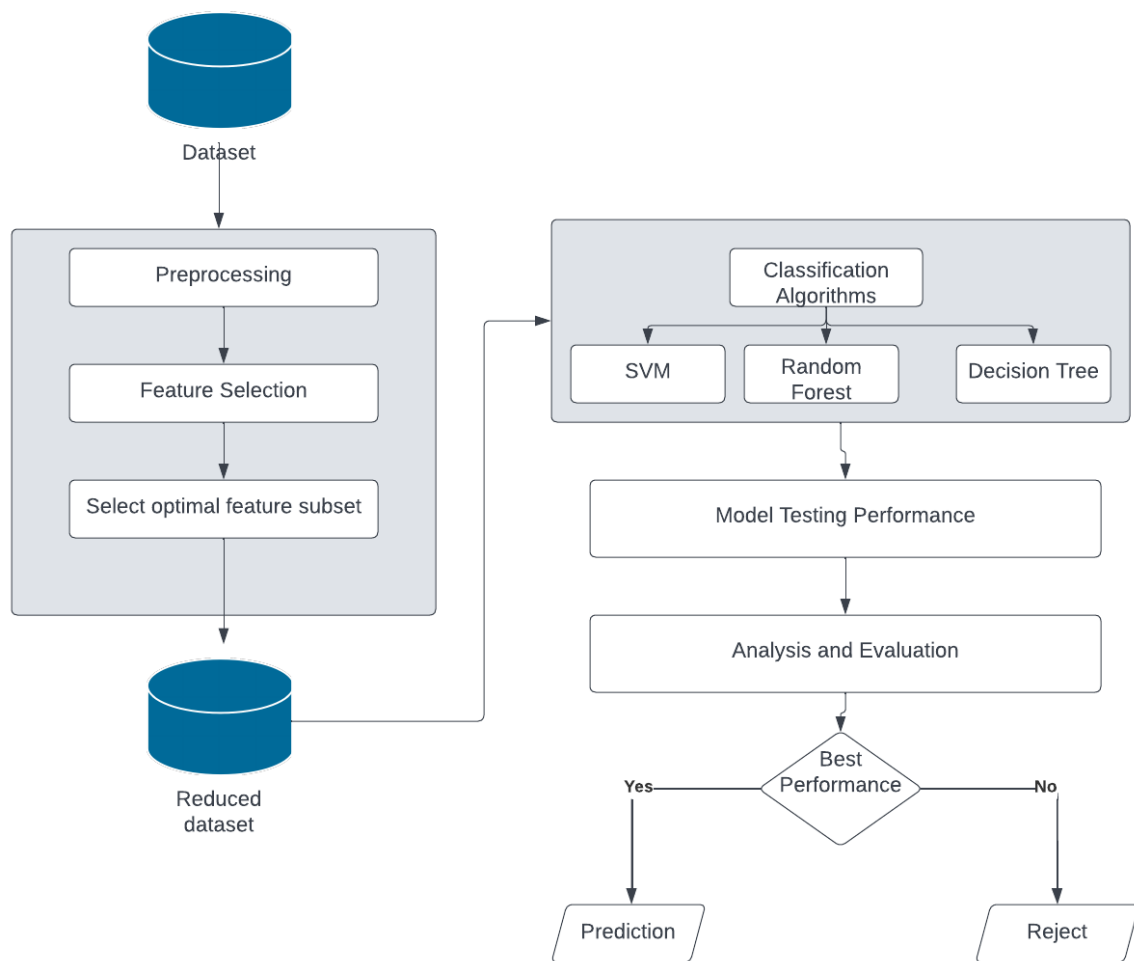 Dataset
Preprocessing
Feature Selection
Select optimal feature subset
Reduced
dataset
Classification
Algorithms
SVM
Random
Forest
Decision Tree
Model Testing Performance
Analysis and Evaluation
Best
Performance
Yes
No
Prediction
Reject